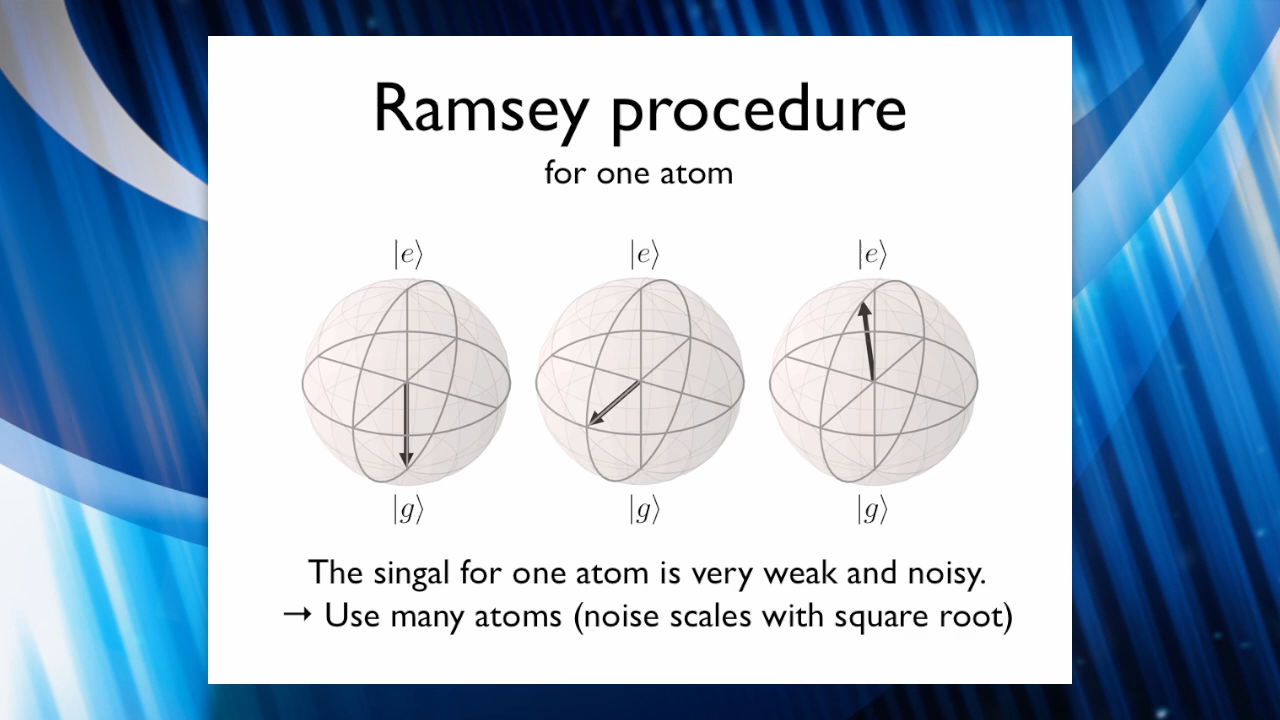 Ramsey procedure
for one atom
|e⟩ |e⟩ |e⟩
|g⟩ |g⟩ |g⟩
The singal for one atom is very weak and noisy.
→ Use many atoms (noise scales with square root)